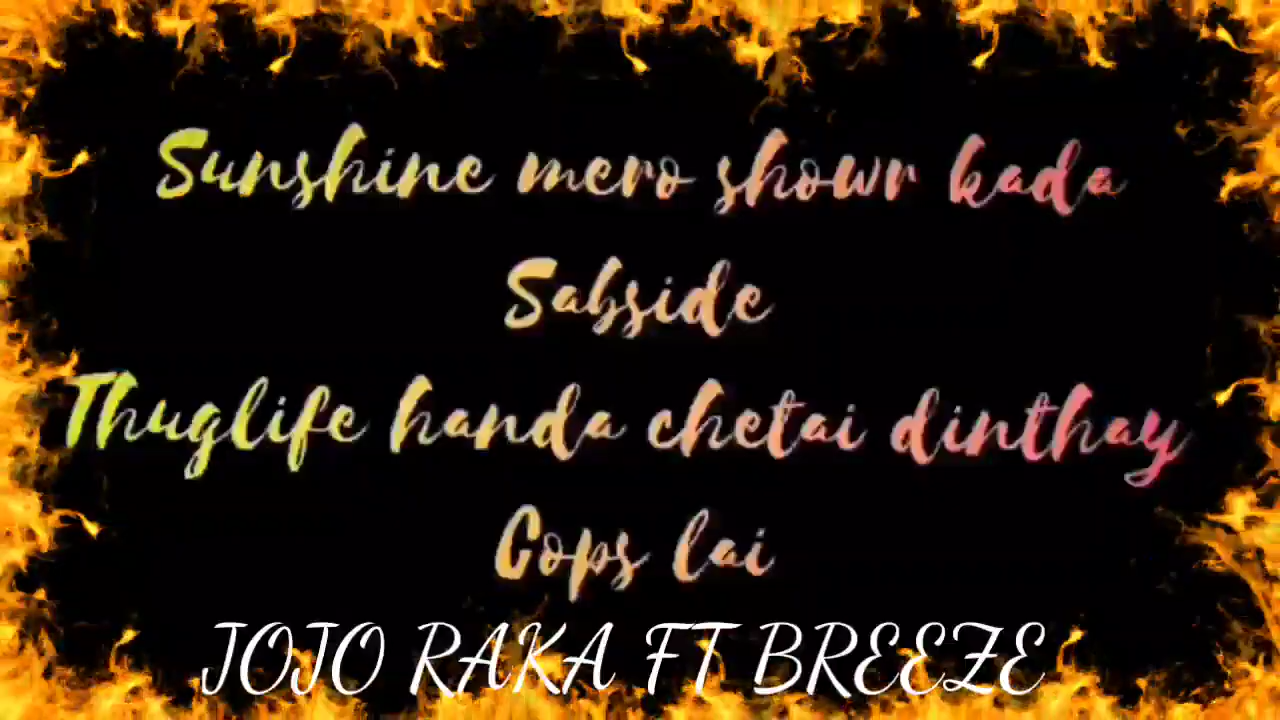 Sunshine mero showr kada
Sabside
Thuglife handa chetai dinthay
Cops lai
JOJO RAKA FT BREEZE